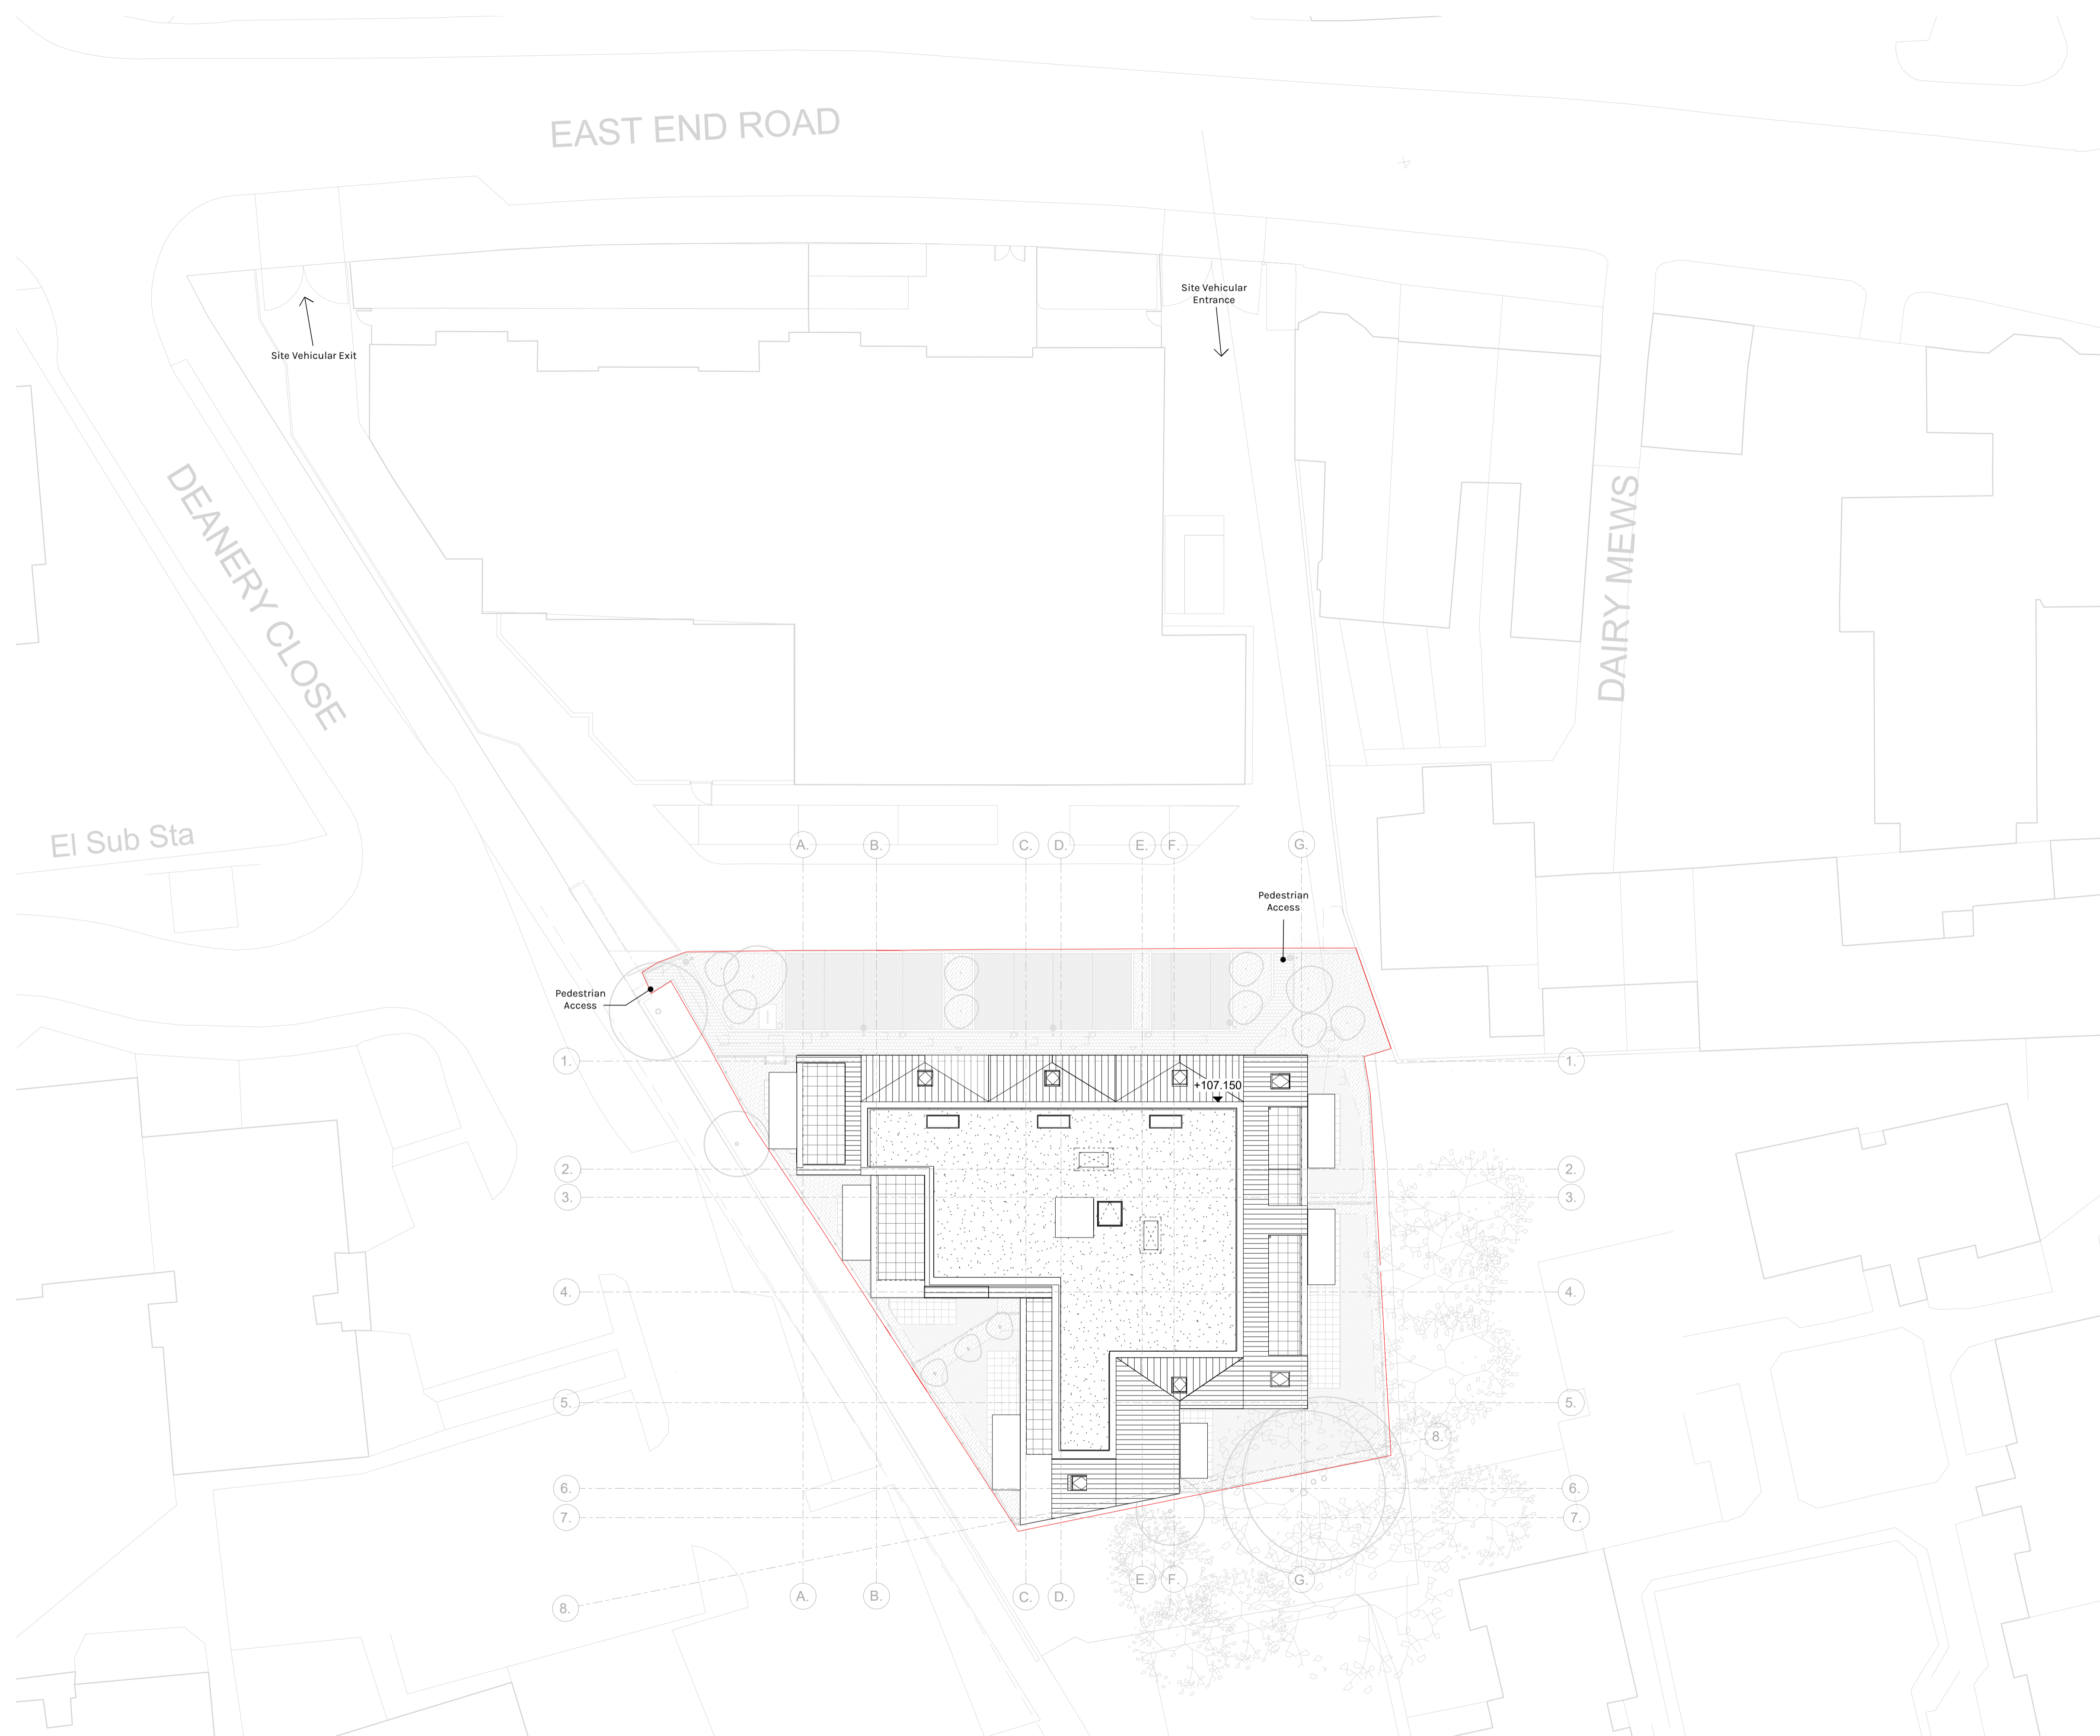 EAST END ROAD
Site Vehicular
Entrance
Site Vehicular Exit
DEANERY CLOSE
DAIRY MEWS
El Sub Sta
A.
B.
C.
D.
E.
F.
G.
Pedestrian
Access
Pedestrian
Access
1.
1.
+107.150
2.
2.
3.
3.
4.
4.
5.
5.
8.
6.
6.
7.
7.
E.
F.
G.
A.
B.
C.
D.
8.